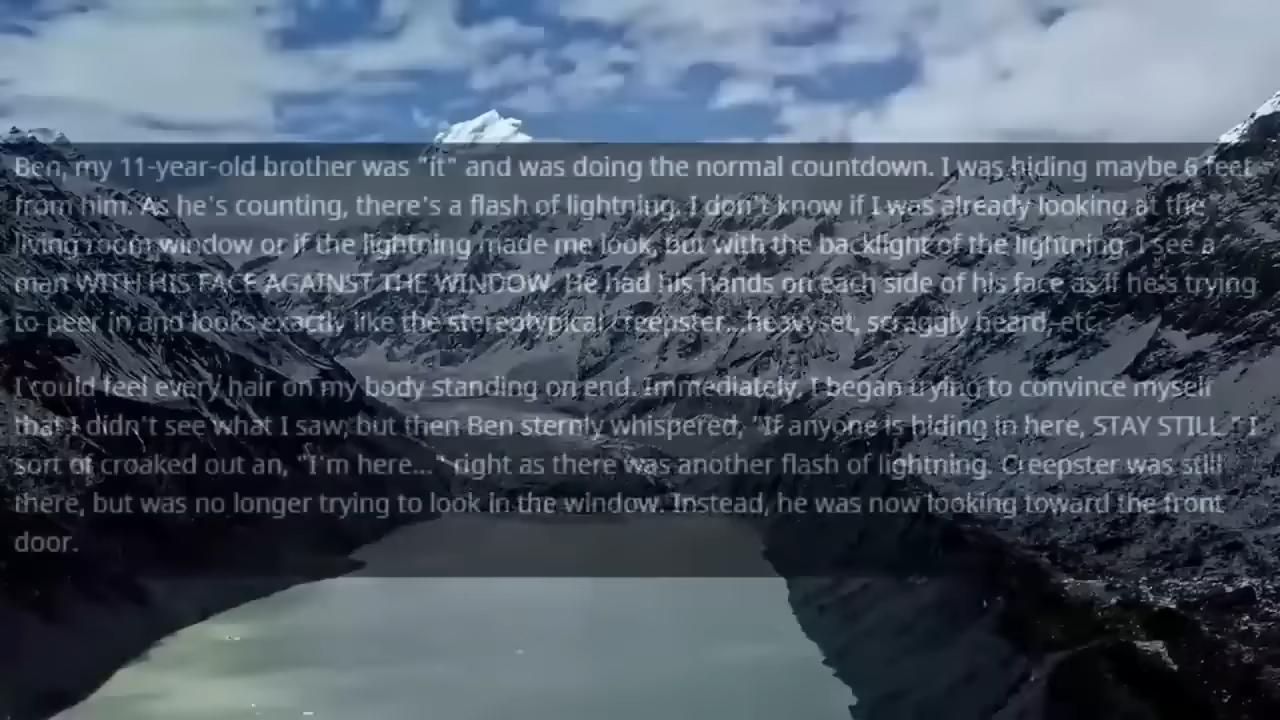 Ben, my 11-year-old brother was "it" and was doing the normal countdown. I was hiding maybe 6 feet
from him. As he's counting, there's a flash of lightning. I don't know if I was already looking at the
living room window or if the lightning made me look, but with the backlight of the lightning, I see a
man WITH HIS FACE AGAINST THE WINDOW. He had his hands on each side of his face as if he's trying
to peer in and looks exactly like the stereotypical creepster...heavyset, scraggly beard, etc.
I could feel every hair on my body standing on end. Immediately, I began trying to convince myself
that I didn't see what I saw, but then Ben sternly whispered, "If anyone is hiding in here, STAY STILL." I
sort of croaked out an, "I'm here..." right as there was another flash of lightning. Creepster was still
there, but was no longer trying to look in the window. Instead, he was now looking toward the front
door.